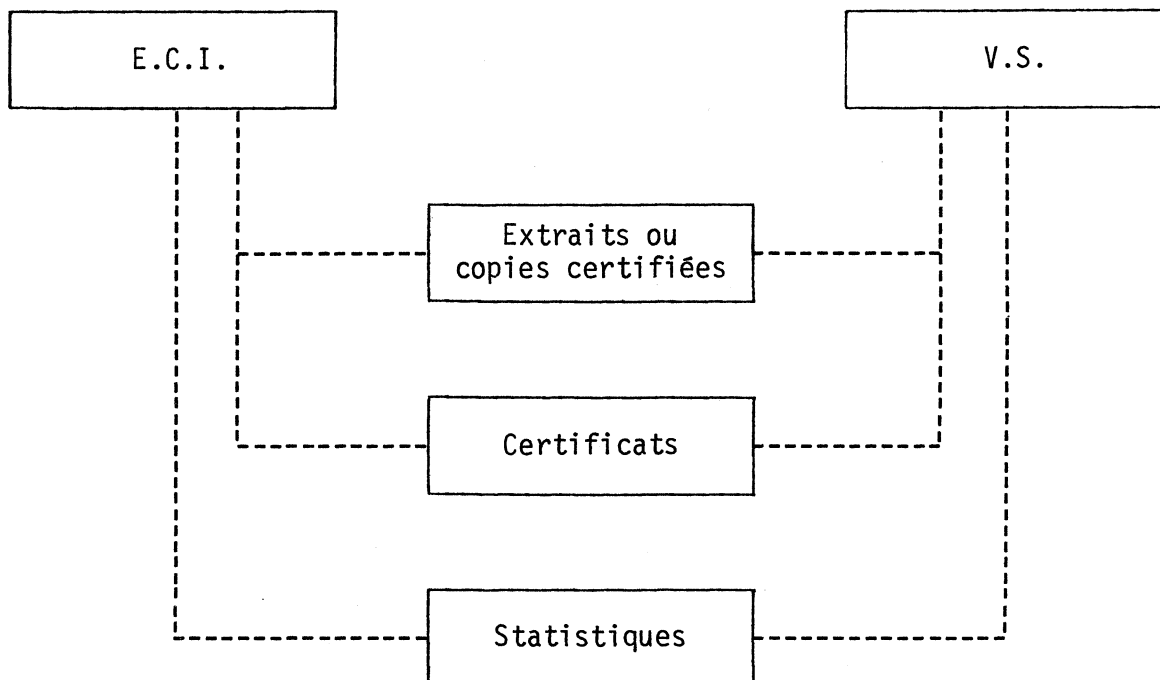 E.C.I.
V.S.
Extraits ou
copies certifiées
Certificats
Statistiques